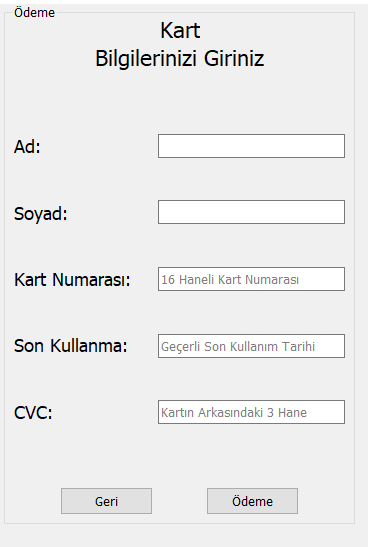 Ödeme
Kart
Bilgilerinizi Giriniz
Ad:
Soyad:
Kart Numarası: 16 Haneli Kart Numarası
Son Kullanma: Geçerli Son Kullanım Tarihi
CVC: Kartın Arkasındaki 3 Hane
Geri Ödeme